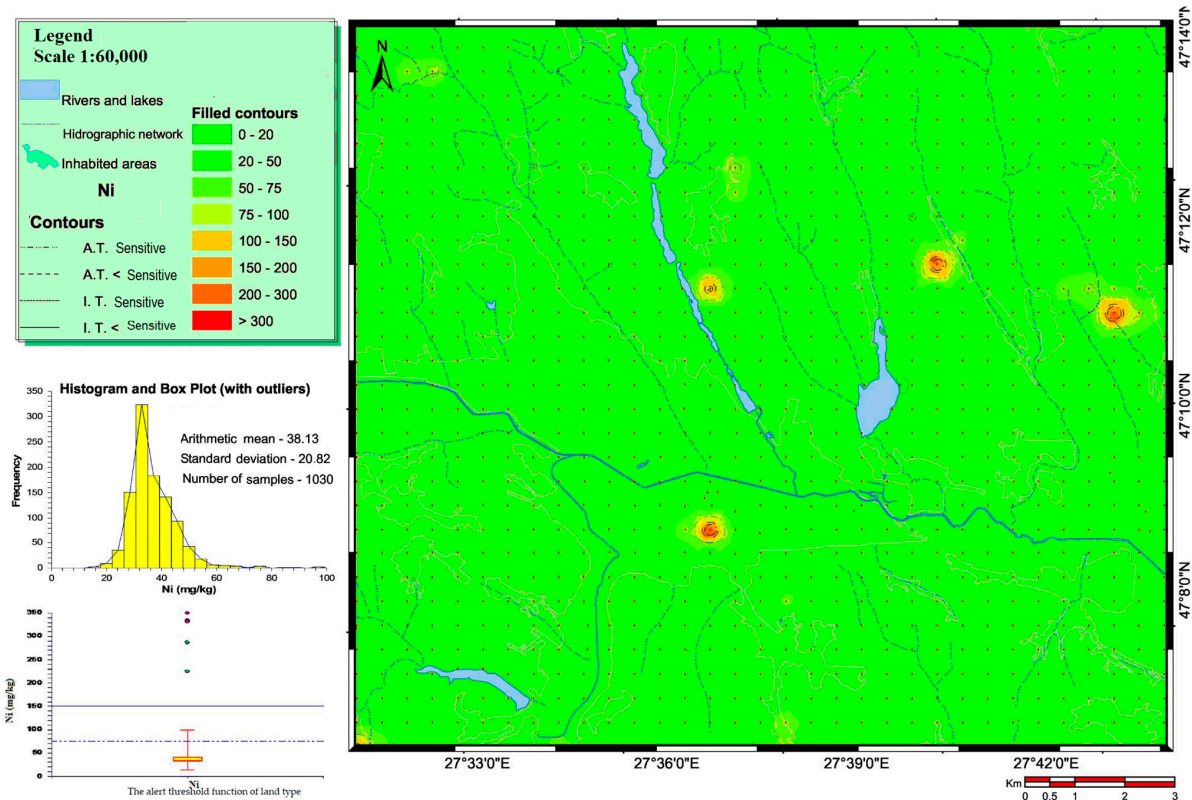 Legend
Scale 1:60,000
Rivers and lakes
Hidrographic network
Inhabited areas
Ni
Contours
A.T. Sensitive
A.T. < Sensitive
I. T. Sensitive
I. T. < Sensitive
Filled contours
0 - 20
20 - 50
50 - 75
75 - 100
100 - 150
150 - 200
200 - 300
> 300
Histogram and Box Plot (with outliers)
Arithmetic mean - 38.13
Standard deviation - 20.82
Number of samples - 1030
Frequency
350
300
250
200
150
100
50
0
0 20 40 60 80 100
Ni (mg/kg)
Ni (mg/kg)
350
300
250
200
150
100
50
0
Ni
The alert threshold function of land type
N
47°14'0"N
47°12'0"N
47°10'0"N
47°8'0"N
27°33'0"E 27°36'0"E 27°39'0"E 27°42'0"E
Km
0 0.5 1 2 3